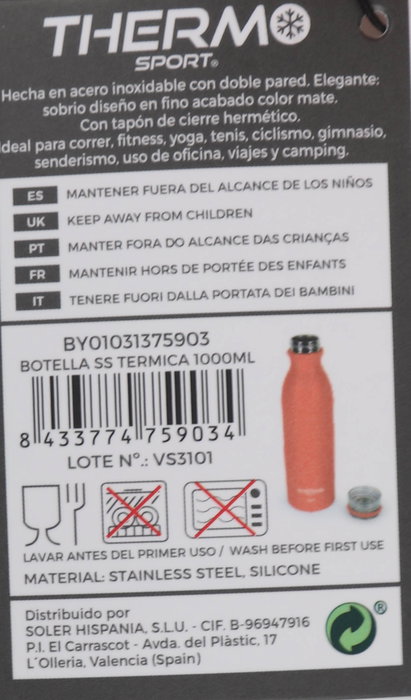 THERMO
SPORT®
Hecha en acero inoxidable con doble pared. Elegante;
sobrio diseño en fino acabado color mate.
Con tapón de cierre hermético.
Ideal para correr, fitness, yoga, tenis, ciclismo, gimnasio,
senderismo, uso de oficina, viajes y camping.
ES MANTENER FUERA DEL ALCANCE DE LOS NIÑOS
UK KEEP AWAY FROM CHILDREN
PT MANTER FORA DO ALCANCE DAS CRIANÇAS
FR MANTENIR HORS DE PORTÉE DES ENFANTS
IT TENERE FUORI DALLA PORTATA DEI BAMBINI
BY01031375903
BOTELLA SS TERMICA 1000ML
8 433774 759034
LOTE Nº.: VS3101
LAVAR ANTES DEL PRIMER USO / WASH BEFORE FIRST USE
MATERIAL: STAINLESS STEEL, SILICONE
Distribuido por
SOLER HISPANIA, S.L.U. - CIF. B-96947916
P.I. El Carrascot - Avda. del Plàstic, 17
L´Olleria, Valencia (Spain)
®